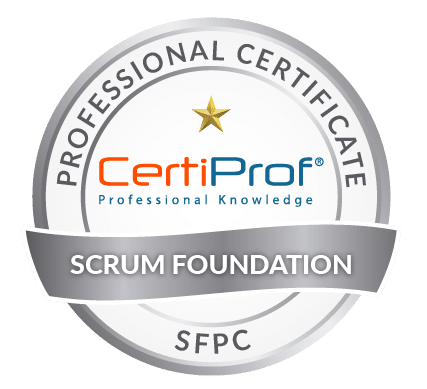 PROFESSIONAL CERTIFICATE
CertiProf®
Professional Knowledge
SCRUM FOUNDATION
SFPC